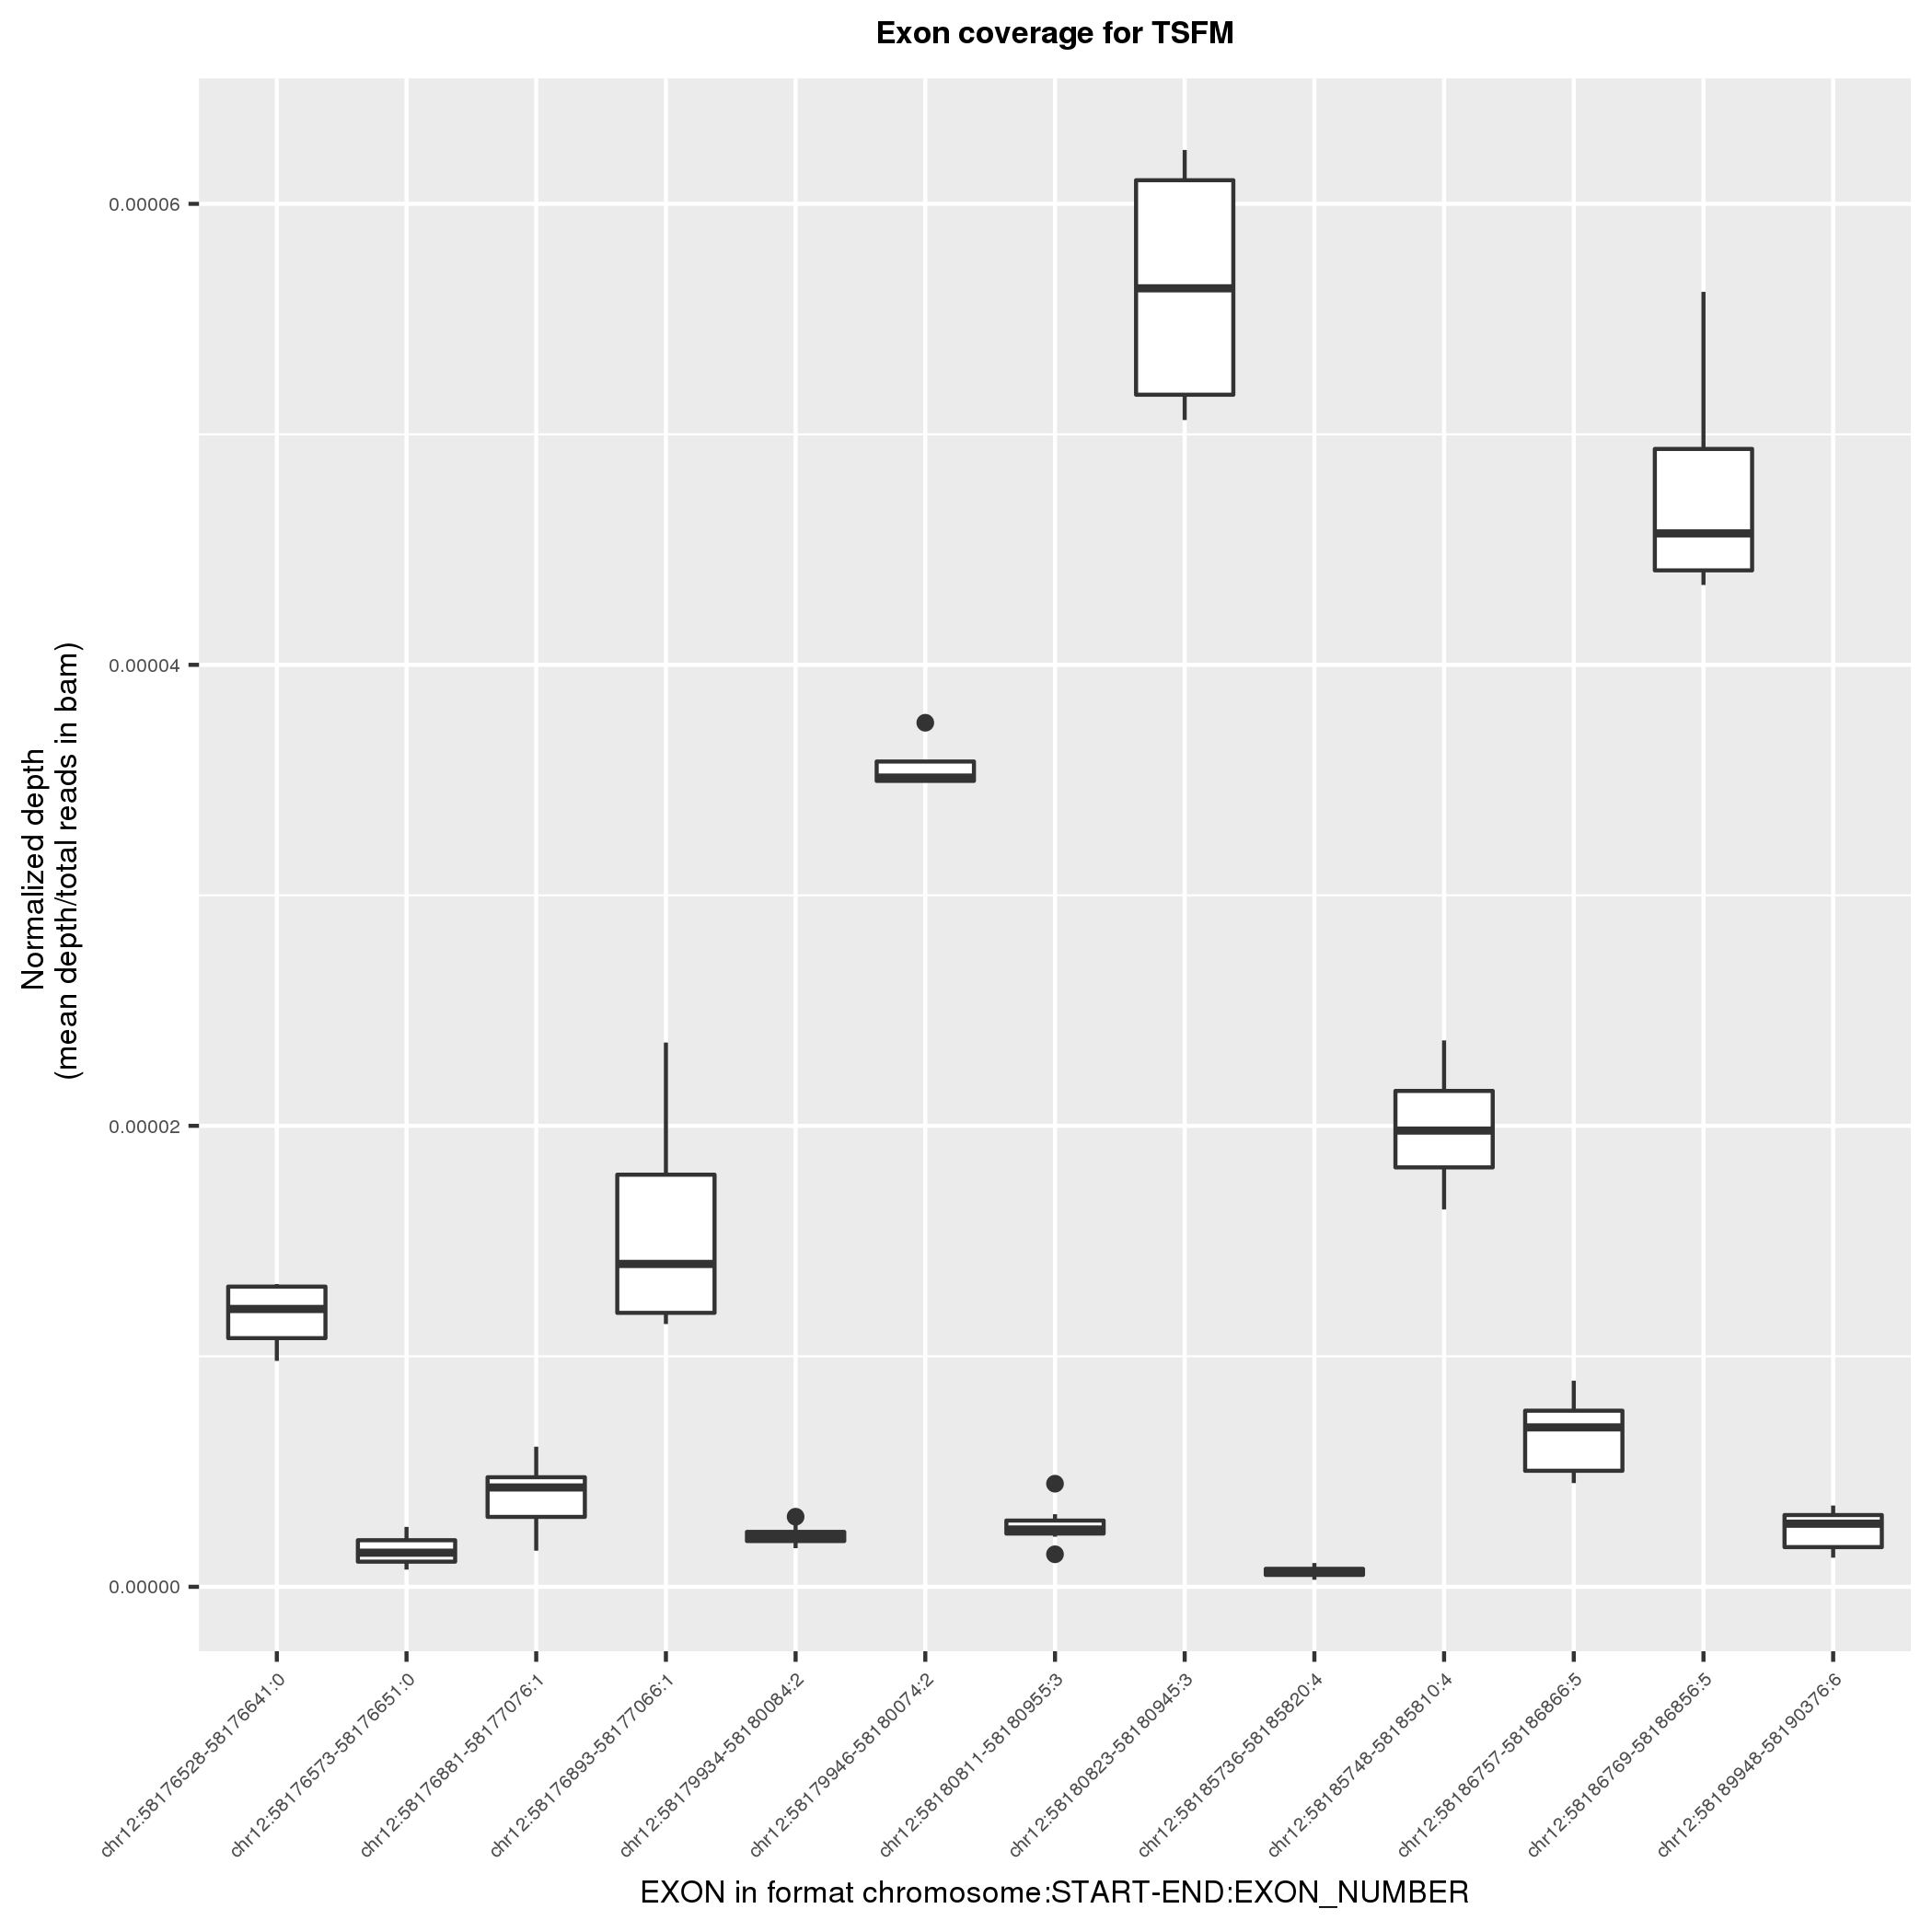 Exon coverage for TSFM
Normalized depth
(mean depth/total reads in bam)
0.00006
0.00004
0.00002
0.00000
chr12:58176528-58176641:0
chr12:58176573-58176651:0
chr12:58176881-58177076:1
chr12:58176893-58177066:1
chr12:58179934-58180084:2
chr12:58179946-58180074:2
chr12:58180811-58180955:3
chr12:58180823-58180945:3
chr12:58185736-58185820:4
chr12:58185748-58185810:4
chr12:58186757-58186866:5
chr12:58186769-58186856:5
chr12:58189948-58190376:6
EXON in format chromosome:START-END:EXON_NUMBER